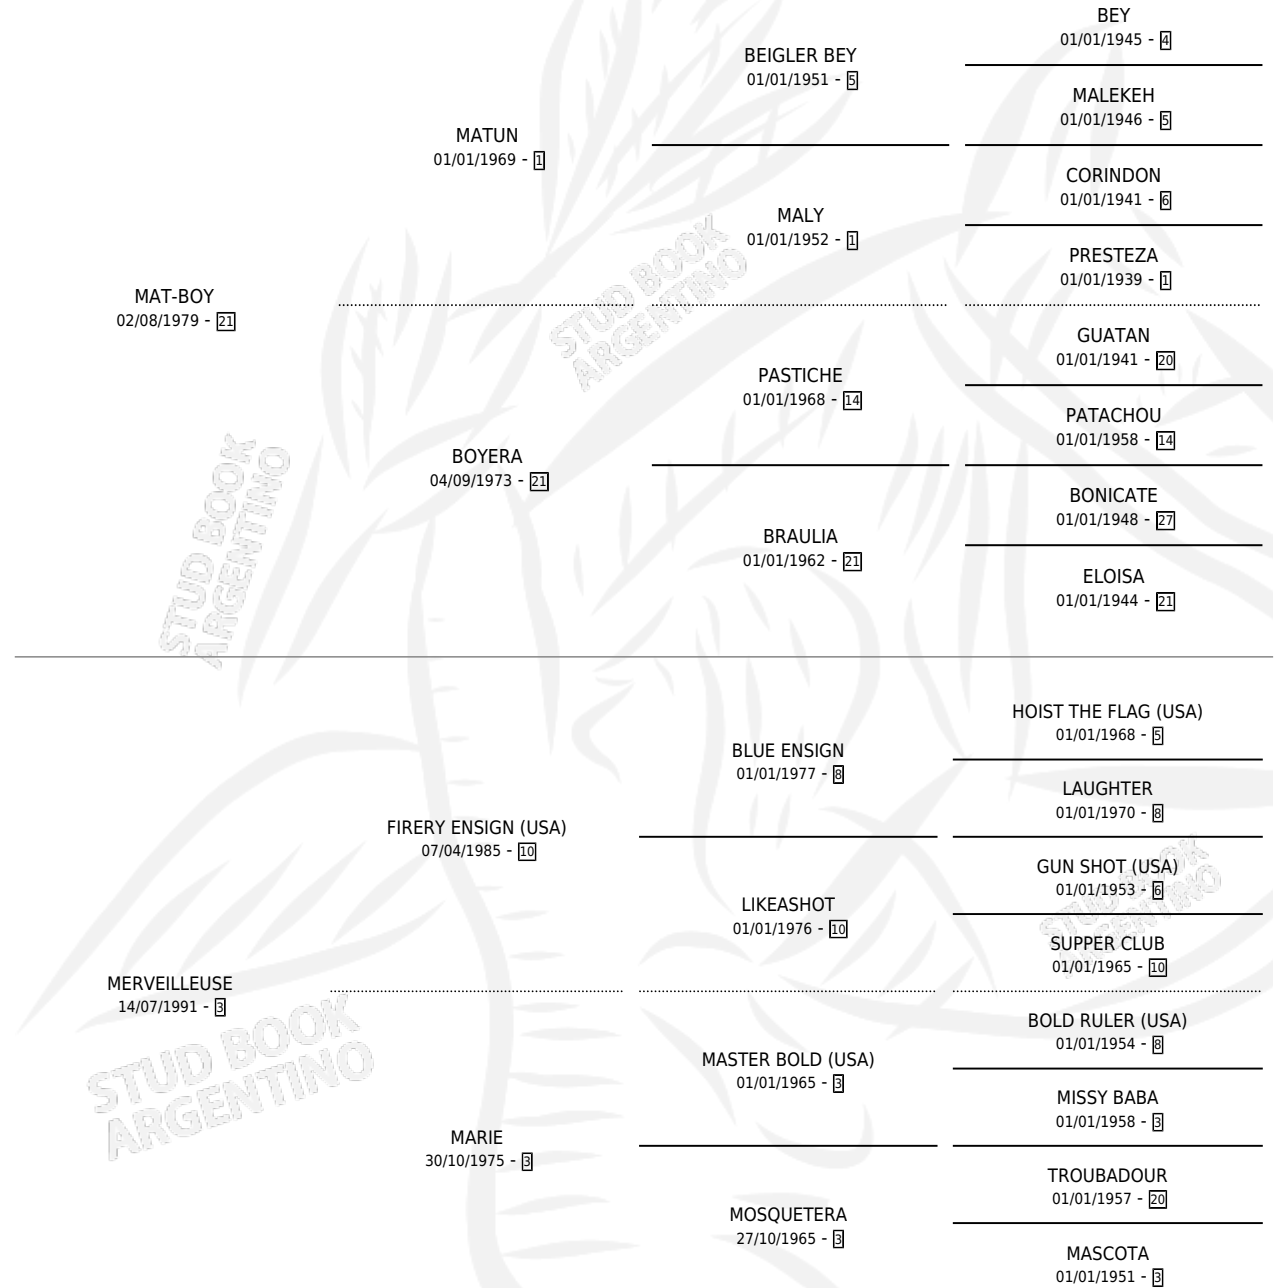 BEY
01/01/1945 - 4
BEIGLER BEY
01/01/1951 - 5
MALEKEH
01/01/1946 - 5
MATUN
01/01/1969 - 1
CORINDON
01/01/1941 - 6
MALY
01/01/1952 - 1
PRESTEZA
01/01/1939 - 1
MAT-BOY
02/08/1979 - 21
GUATAN
01/01/1941 - 20
PASTICHE
01/01/1968 - 14
PATACHOU
01/01/1958 - 14
BOYERA
04/09/1973 - 21
BONICATE
01/01/1948 - 27
BRAULIA
01/01/1962 - 21
ELOISA
01/01/1944 - 21
HOIST THE FLAG (USA)
01/01/1968 - 5
BLUE ENSIGN
01/01/1977 - 8
LAUGHTER
01/01/1970 - 8
FIRERY ENSIGN (USA)
07/04/1985 - 10
GUN SHOT (USA)
01/01/1953 - 6
LIKEASHOT
01/01/1976 - 10
SUPPER CLUB
01/01/1965 - 10
MERVEILLEUSE
14/07/1991 - 3
BOLD RULER (USA)
01/01/1954 - 8
MASTER BOLD (USA)
01/01/1965 - 3
MISSY BABA
01/01/1958 - 3
MARIE
30/10/1975 - 3
TROUBADOUR
01/01/1957 - 20
MOSQUETERA
27/10/1965 - 3
MASCOTA
01/01/1951 - 3
STUD BOOK
ARGENTINO
STUD BOOK
ARGENTINO
STUD BOOK
ARGENTINO
STUD BOOK
ARGENTINO